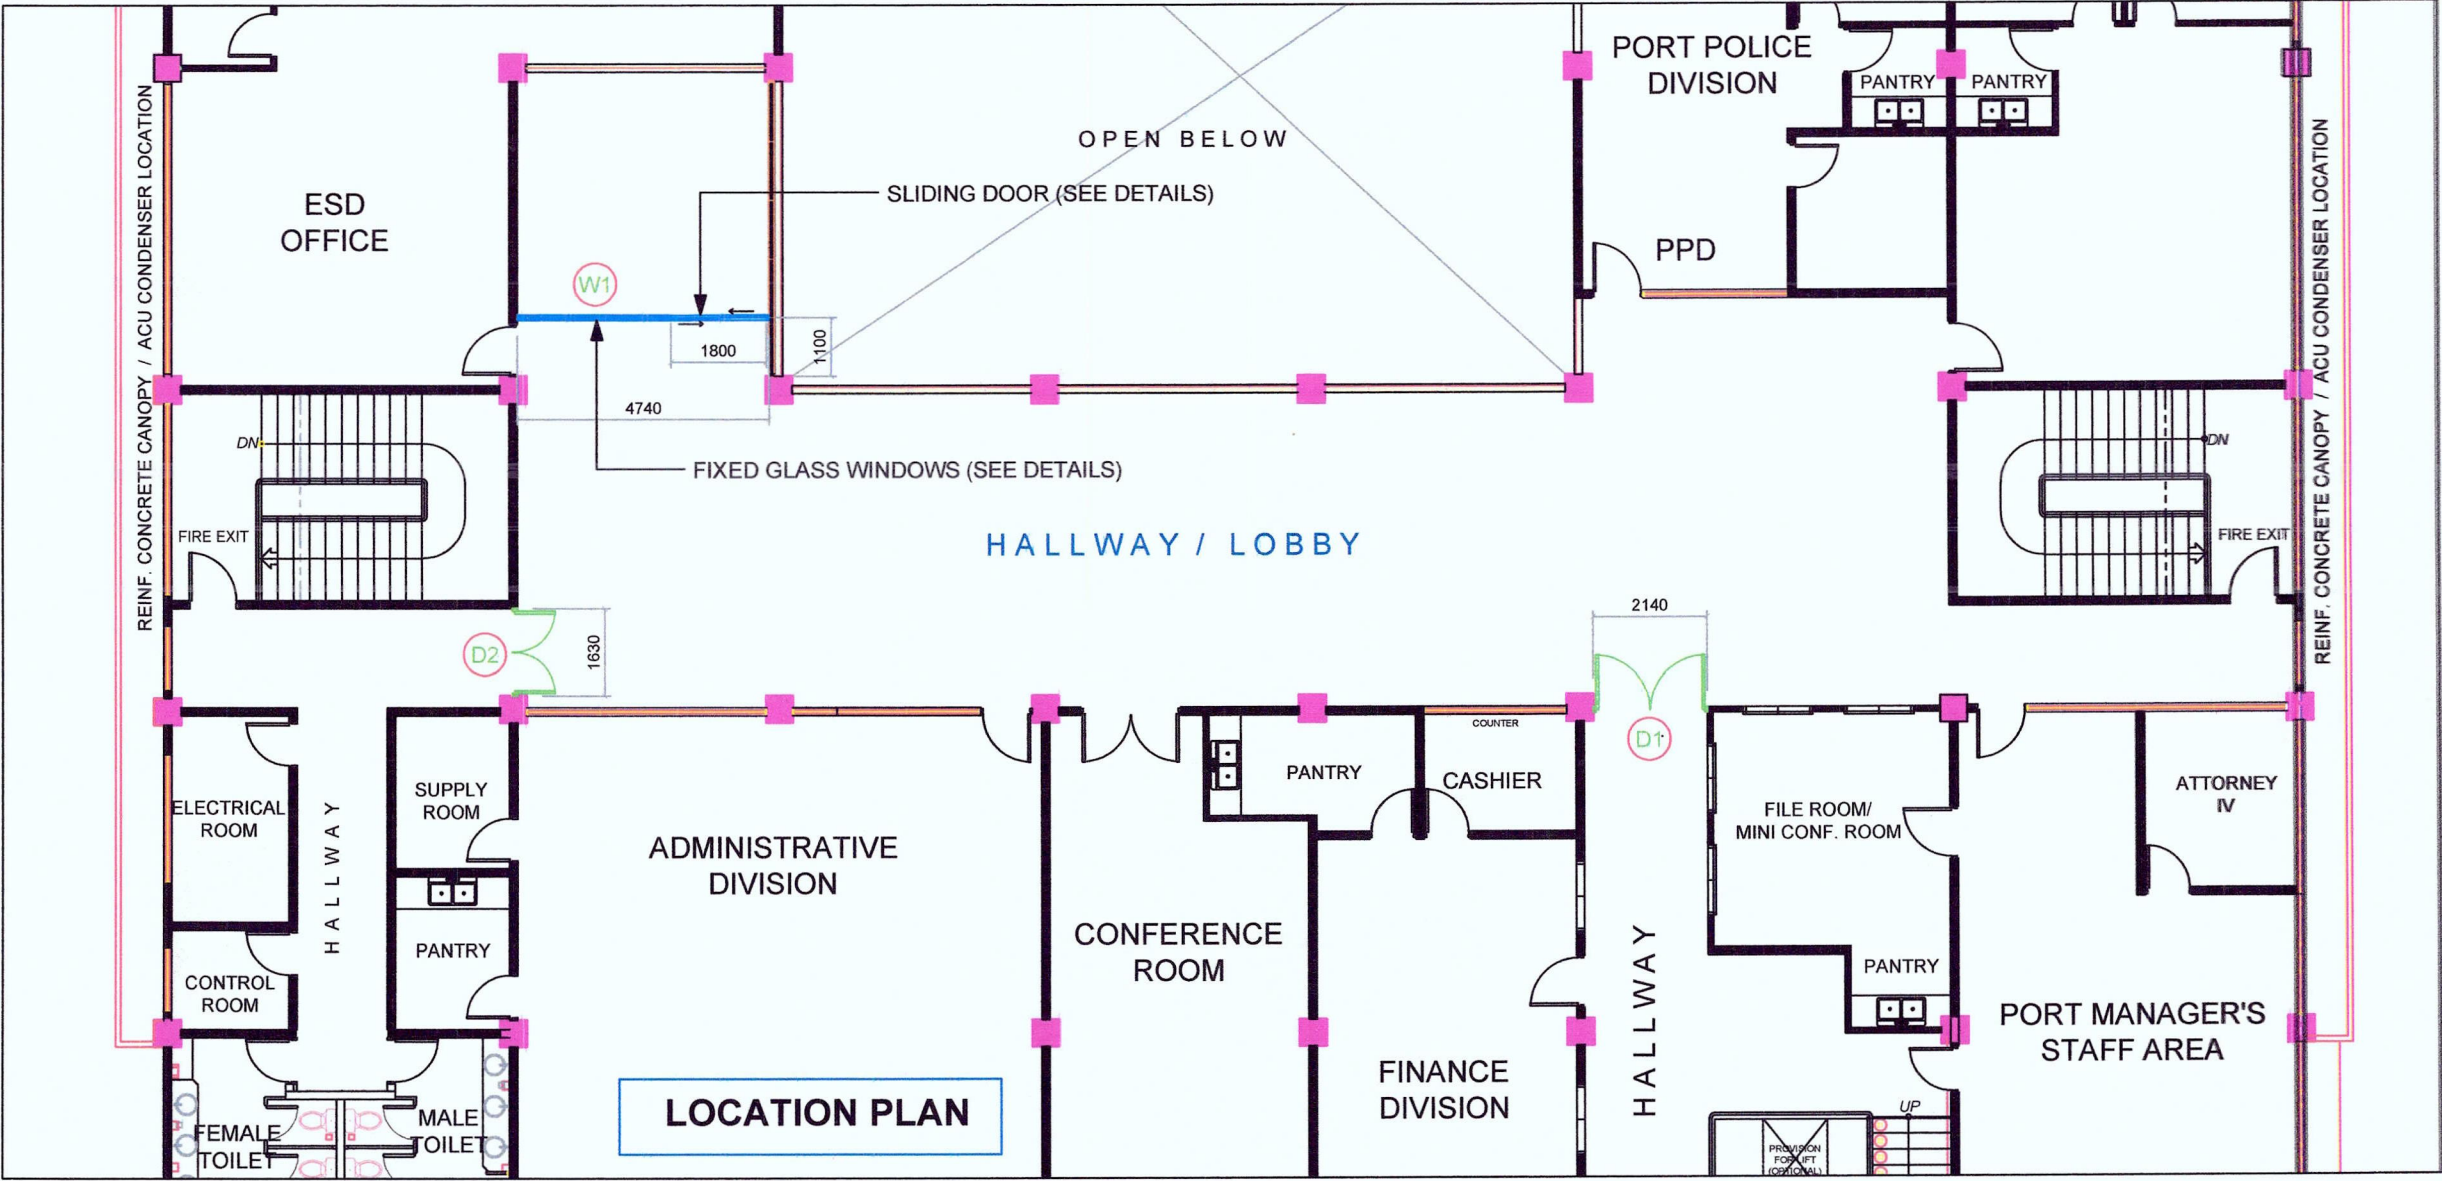 PORT POLICE
DIVISION
PANTRY
PANTRY
OPEN BELOW
REINF. CONCRETE CANOPY / ACU CONDENSER LOCATION
REINF. CONCRETE CANOPY / ACU CONDENSER LOCATION
ESD
OFFICE
SLIDING DOOR (SEE DETAILS)
PPD
W1
1800
1100
4740
DN
DN
FIXED GLASS WINDOWS (SEE DETAILS)
FIRE EXIT
FIRE EXIT
HALLWAY / LOBBY
2140
D2
1630
COUNTER
D1
PANTRY
CASHIER
ELECTRICAL
ROOM
HALLWAY
SUPPLY
ROOM
FILE ROOM/
MINI CONF. ROOM
ATTORNEY
IV
ADMINISTRATIVE
DIVISION
CONFERENCE
ROOM
PANTRY
CONTROL
ROOM
HALLWAY
PANTRY
PORT MANAGER'S
STAFF AREA
FINANCE
DIVISION
LOCATION PLAN
FEMALE
TOILET
MALE
TOILET
UP
PROVISION
FOR LIFT
(OPTIONAL)